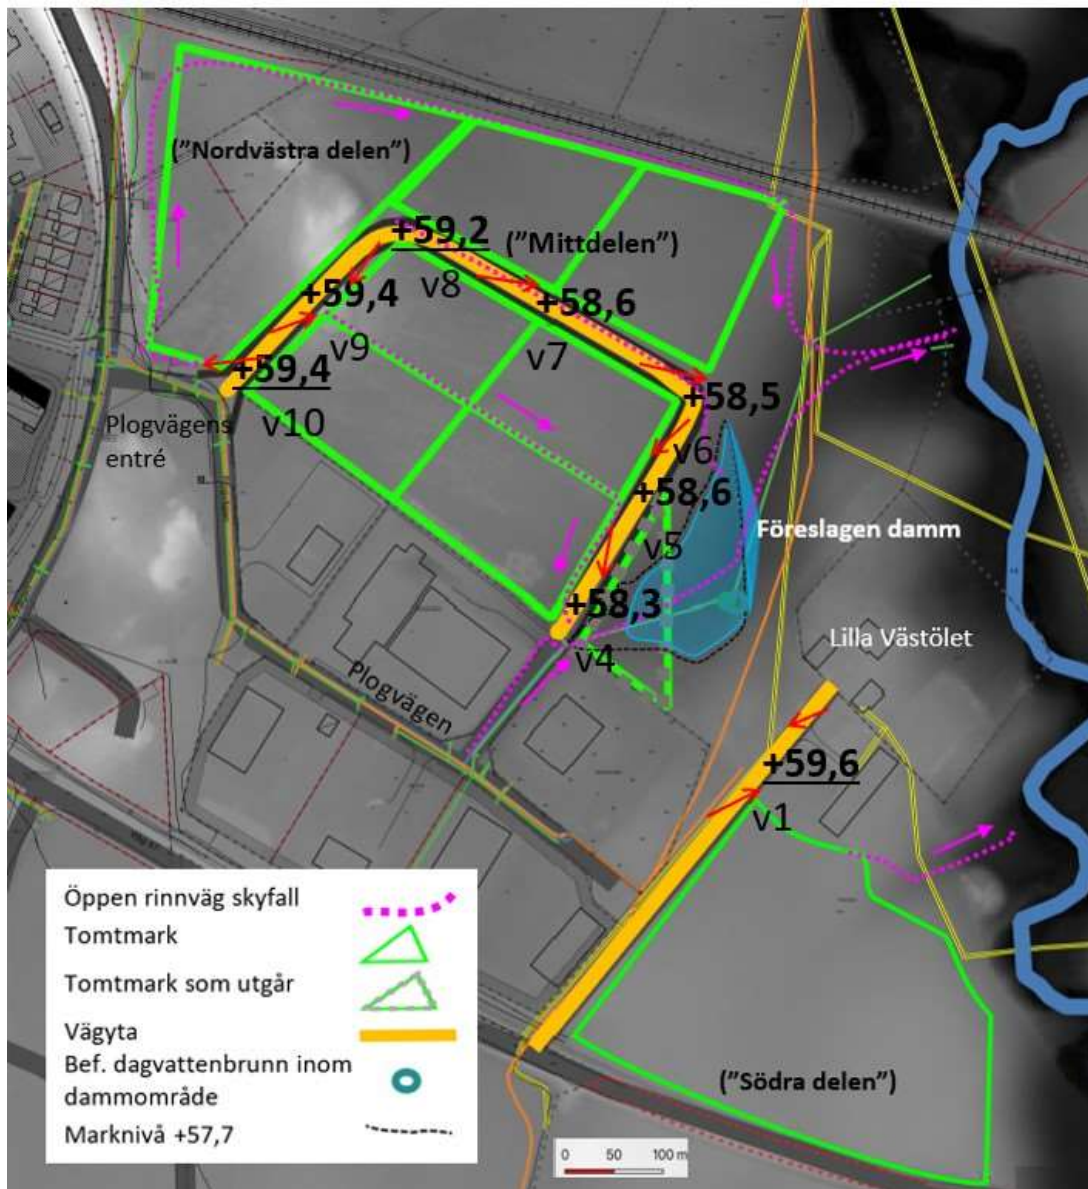 ("Nordvästra delen")
+59,2
("Mittdelen")
v8
+59,4
+58,6
v9
v7
+59,4
v10
+58,5
Plogvägens
entré
v6
+58,6
v5
Föreslagen damm
+58,3
v4
Lilla Västölet
Plogvägen
+59,6
v1
Öppen rinnväg skyfall
Tomtmark
Tomtmark som utgår
Vägyta
Bef. dagvattenbrunn inom
dammområde
Marknivå +57,7
("Södra delen")
0 50 100 m